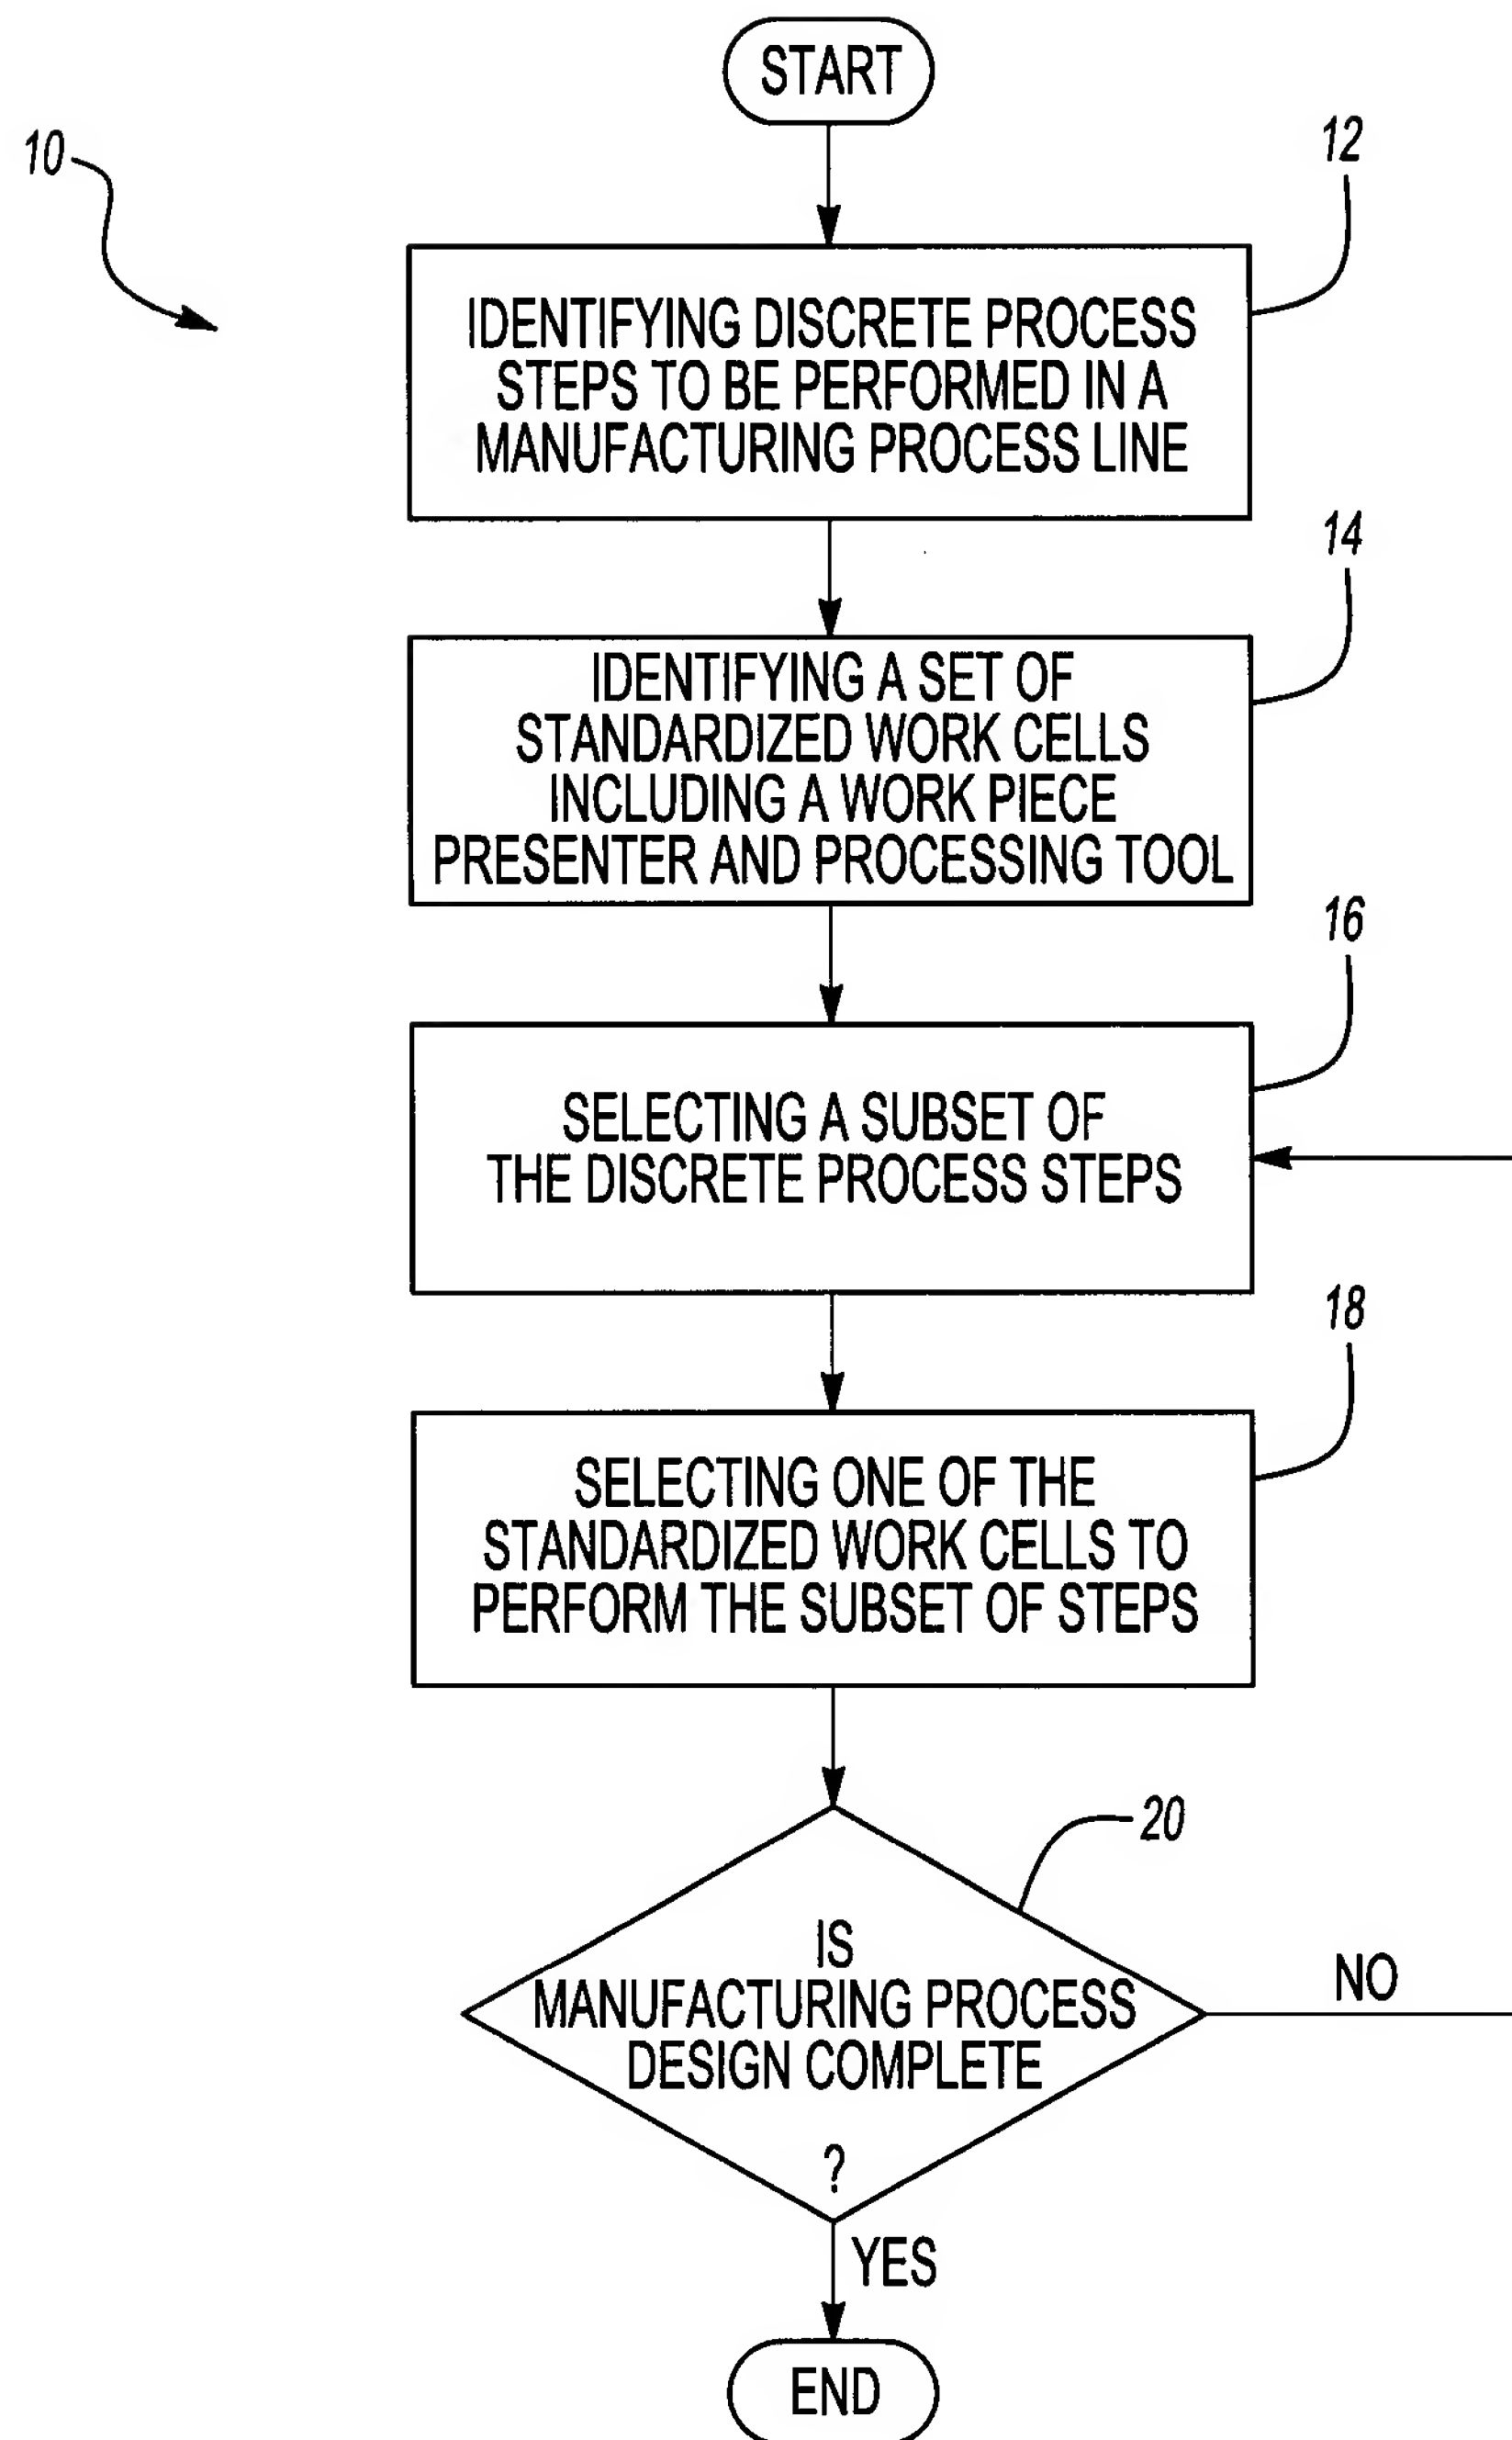 START
10
12
IDENTIFYING DISCRETE PROCESS
STEPS TO BE PERFORMED IN A
MANUFACTURING PROCESS LINE
14
IDENTIFYING A SET OF
STANDARDIZED WORK CELLS
INCLUDING A WORK PIECE
PRESENTER AND PROCESSING TOOL
16
SELECTING A SUBSET OF
THE DISCRETE PROCESS STEPS
18
SELECTING ONE OF THE
STANDARDIZED WORK CELLS TO
PERFORM THE SUBSET OF STEPS
20
IS
MANUFACTURING PROCESS
DESIGN COMPLETE
?
NO
YES
END